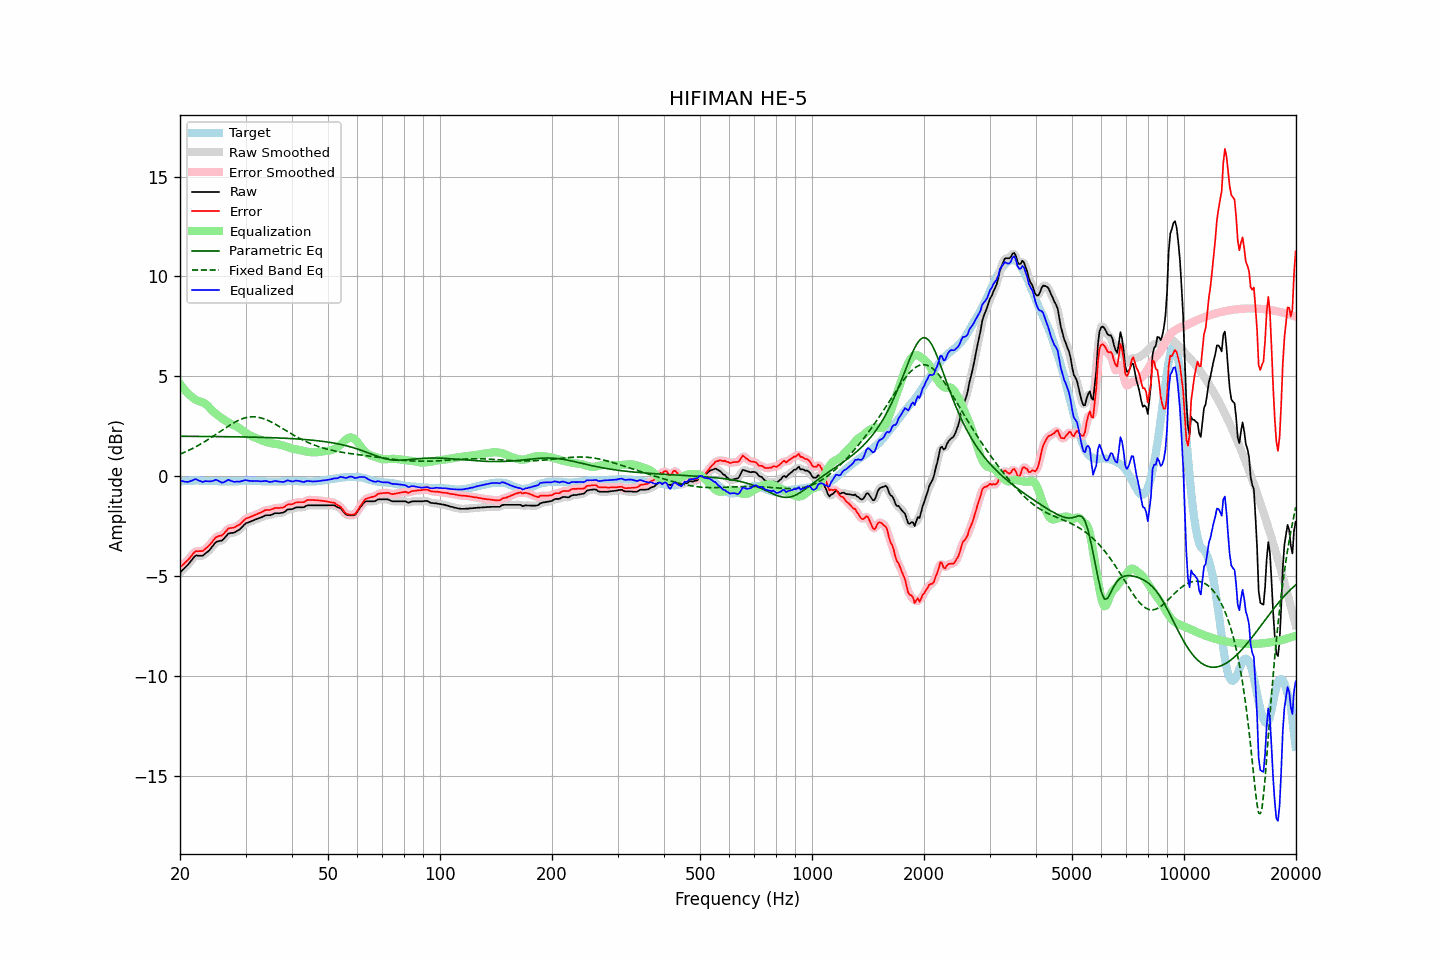 HIFIMAN HE-5
Target
Raw Smoothed
Error Smoothed
Raw
Error
Equalization
Parametric Eq
Fixed Band Eq
Equalized
Amplitude (dBr)
15
10
5
0
−5
−10
−15
20
50
100
200
500
1000
2000
5000
10000
20000
Frequency (Hz)